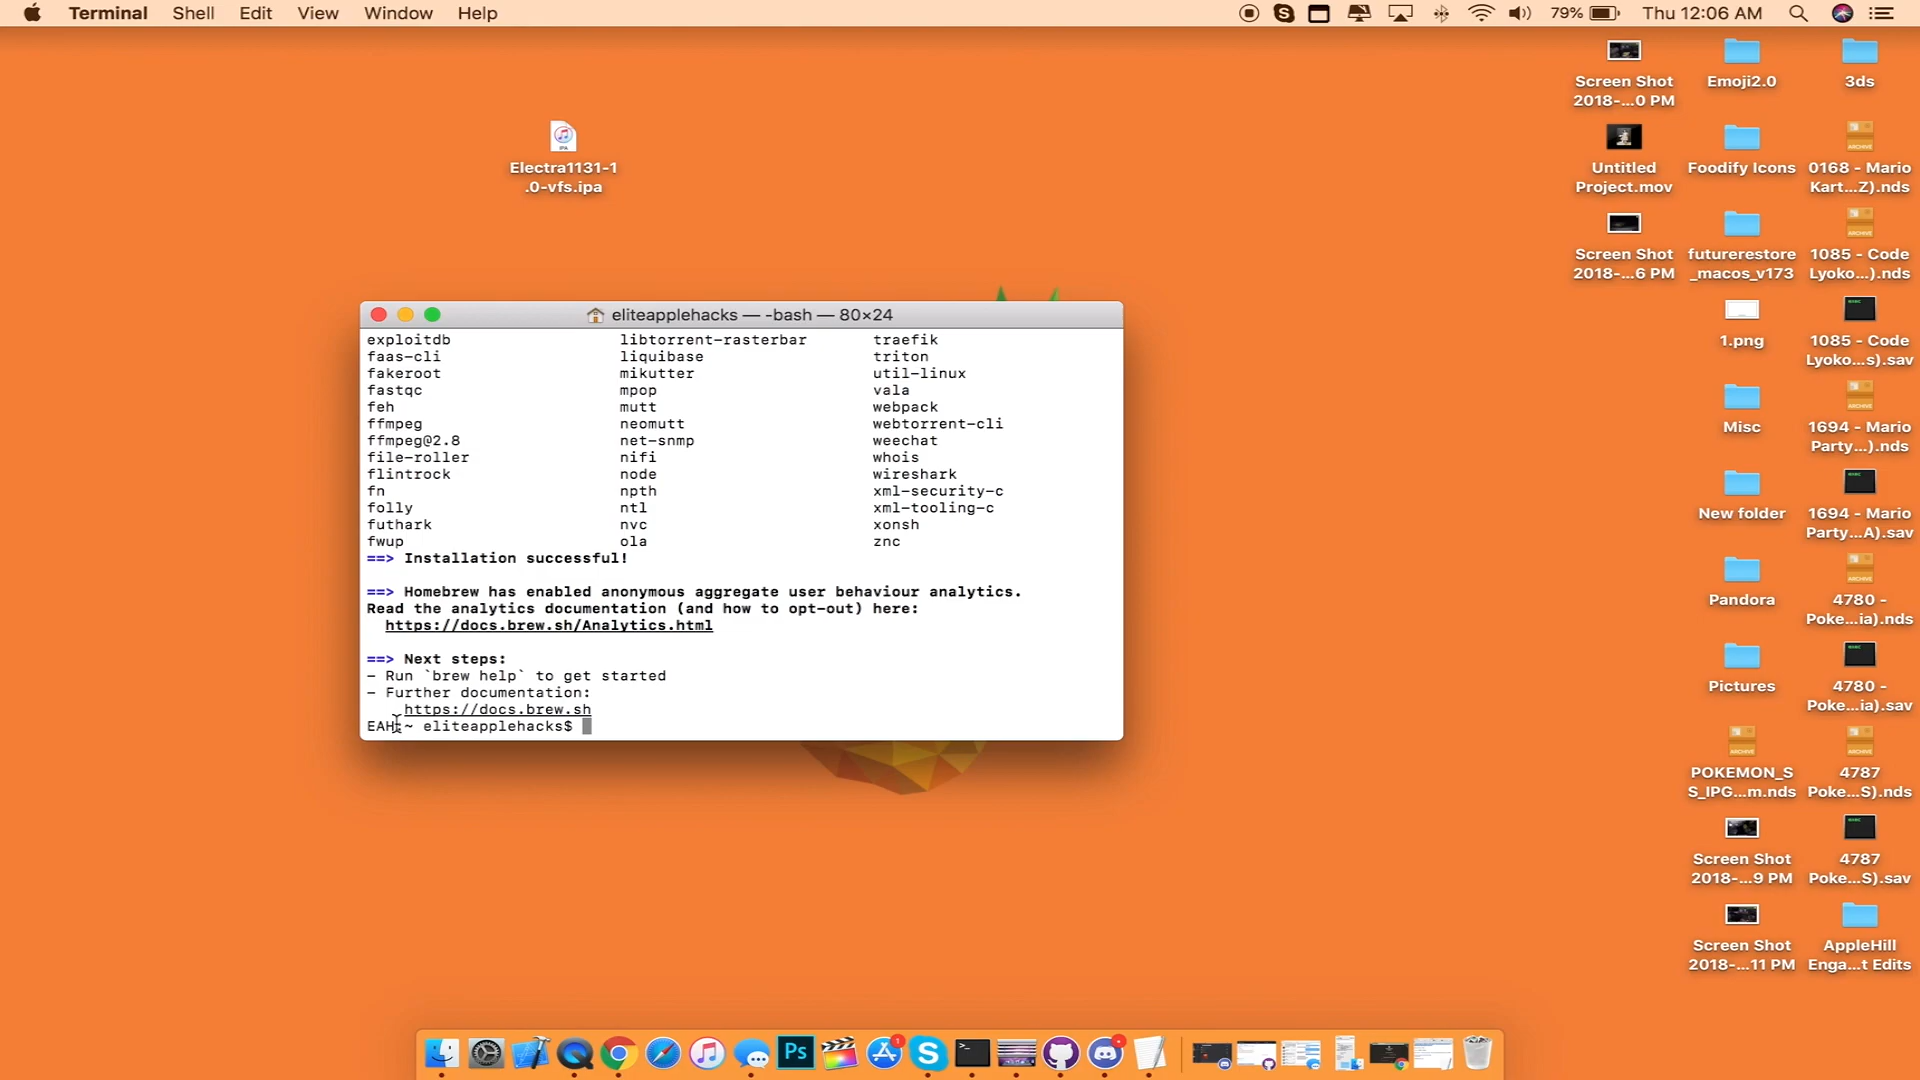 Terminal Shell Edit View Window Help
79% Thu 12:06 AM
Electra1131-1
.0-vfs.ipa
IPA
eliteapplehacks — -bash — 80×24
exploitdb libtorrent-rasterbar traefik
faas-cli liquibase triton
fakeroot mikutter util-linux
fastqc mpop vala
feh mutt webpack
ffmpeg neomutt webtorrent-cli
ffmpeg@2.8 net-snmp weechat
file-roller nifi whois
flintrock node wireshark
fn npth xml-security-c
folly ntl xml-tooling-c
futhark nvc xonsh
fwup ola znc
==> Installation successful!
==> Homebrew has enabled anonymous aggregate user behaviour analytics.
Read the analytics documentation (and how to opt-out) here:
https://docs.brew.sh/Analytics.html
==> Next steps:
- Run `brew help` to get started
- Further documentation:
https://docs.brew.sh
EAH:~ eliteapplehacks$
Screen Shot
2018-...0 PM
Emoji2.0
3ds
Untitled
Project.mov
Foodify Icons
0168 - Mario
Kart...Z).nds
Screen Shot
2018-...6 PM
futurerestore
_macos_v173
1085 - Code
Lyoko...).nds
1.png
1085 - Code
Lyoko...s).sav
Misc
1694 - Mario
Party...).nds
New folder
1694 - Mario
Party...A).sav
Pandora
4780 -
Poke...ia).nds
Pictures
4780 -
Poke...ia).sav
POKEMON_S
S_IPG...m.nds
4787
Poke...S).nds
Screen Shot
2018-...9 PM
4787
Poke...S).sav
Screen Shot
2018-...11 PM
AppleHill
Enga...t Edits
ARCHIVE
ARCHIVE
ARCHIVE
ARCHIVE
ARCHIVE
ARCHIVE
Ps
1